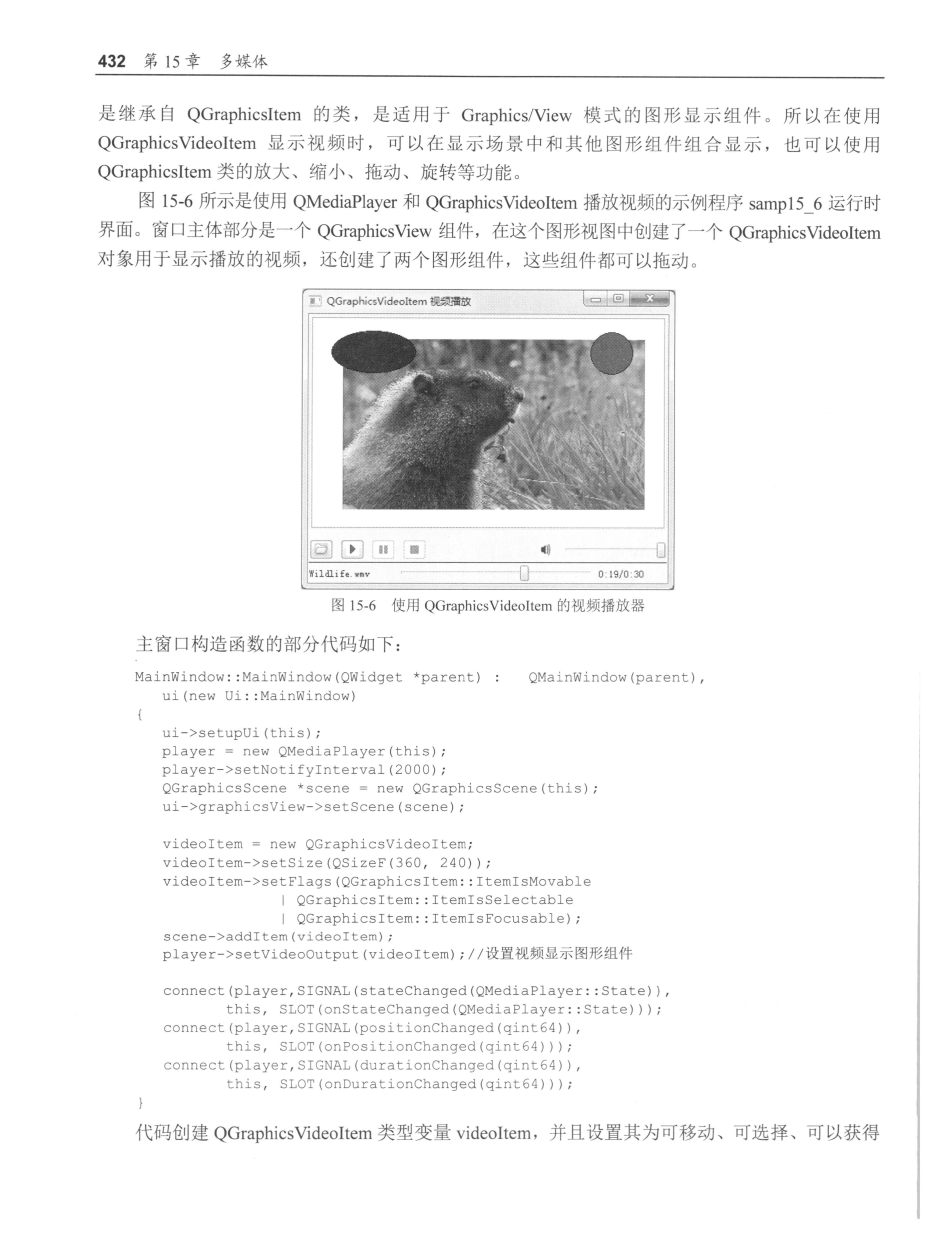 432 第 15 章 多媒体
是继承自 QGraphicsItem 的类，是适用于 Graphics/View 模式的图形显示组件。所以在使用
QGraphicsVideoItem 显示视频时，可以在显示场景中和其他图形组件组合显示，也可以使用
QGraphicsItem 类的放大、缩小、拖动、旋转等功能。
图 15-6 所示是使用 QMediaPlayer 和 QGraphicsVideoItem 播放视频的示例程序 samp15_6 运行时
界面。窗口主体部分是一个 QGraphicsView 组件，在这个图形视图中创建了一个 QGraphicsVideoItem
对象用于显示播放的视频，还创建了两个图形组件，这些组件都可以拖动。
QGraphicsVideoItem 视频播放
Wildlife.wmv 0:19/0:30
图 15-6 使用 QGraphicsVideoItem 的视频播放器
主窗口构造函数的部分代码如下：
MainWindow::MainWindow(QWidget *parent) : QMainWindow(parent),
ui(new Ui::MainWindow)
{
ui->setupUi(this);
player = new QMediaPlayer(this);
player->setNotifyInterval(2000);
QGraphicsScene *scene = new QGraphicsScene(this);
ui->graphicsView->setScene(scene);
videoItem = new QGraphicsVideoItem;
videoItem->setSize(QSizeF(360, 240));
videoItem->setFlags(QGraphicsItem::ItemIsMovable
| QGraphicsItem::ItemIsSelectable
| QGraphicsItem::ItemIsFocusable);
scene->addItem(videoItem);
player->setVideoOutput(videoItem);//设置视频显示图形组件
connect(player,SIGNAL(stateChanged(QMediaPlayer::State)),
this, SLOT(onStateChanged(QMediaPlayer::State)));
connect(player,SIGNAL(positionChanged(qint64)),
this, SLOT(onPositionChanged(qint64)));
connect(player,SIGNAL(durationChanged(qint64)),
this, SLOT(onDurationChanged(qint64)));
}
代码创建 QGraphicsVideoItem 类型变量 videoItem，并且设置其为可移动、可选择、可以获得